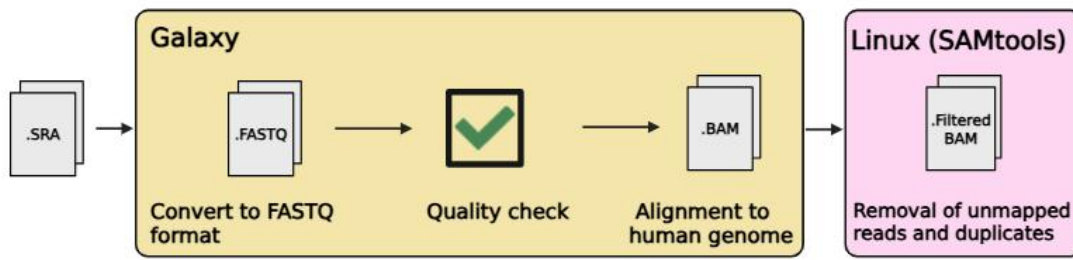 Galaxy
Linux (SAMtools)
.SRA
.FASTQ
.BAM
.Filtered
BAM
Convert to FASTQ
format
Quality check
Alignment to
human genome
Removal of unmapped
reads and duplicates